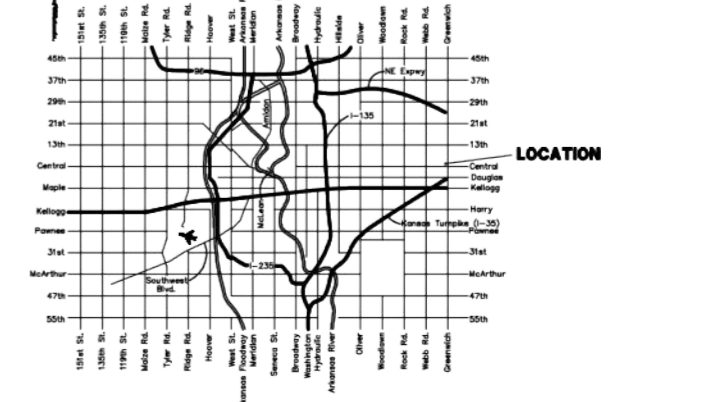 151st St.
135th St.
119th St.
Maize Rd.
Tyler Rd.
Ridge Rd.
Hoover
West St.
Arkansas
Meridian
Arkansas
Broadway
Hydraulic
Hillside
Oliver
Woodlawn
Rock Rd.
Webb Rd.
Greenwich
45th
37th
29th
21st
13th
Central
Maple
Kellogg
Pawnee
31st
McArthur
47th
55th
96
NE Expwy
Amidon
I-135
LOCATION
McLean
Kansas Turnpike (I-35)
I-235
Southwest
Blvd.
45th
37th
29th
21st
13th
Central
Douglas
Kellogg
Harry
Pawnee
31st
McArthur
47th
55th
151st St.
135th St.
119th St.
Maize Rd.
Tyler Rd.
Ridge Rd.
Hoover
West St.
kansas Floodway
Meridian
Seneca St.
Broadway
Washington
Hydraulic
Arkansas River
Oliver
Woodlawn
Rock Rd.
Webb Rd.
Greenwich